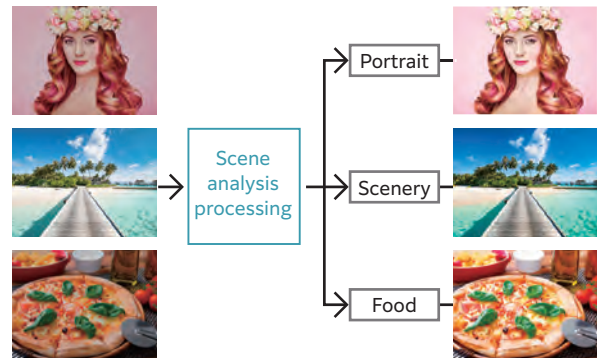 Scene
analysis
processing
Portrait
Scenery
Food